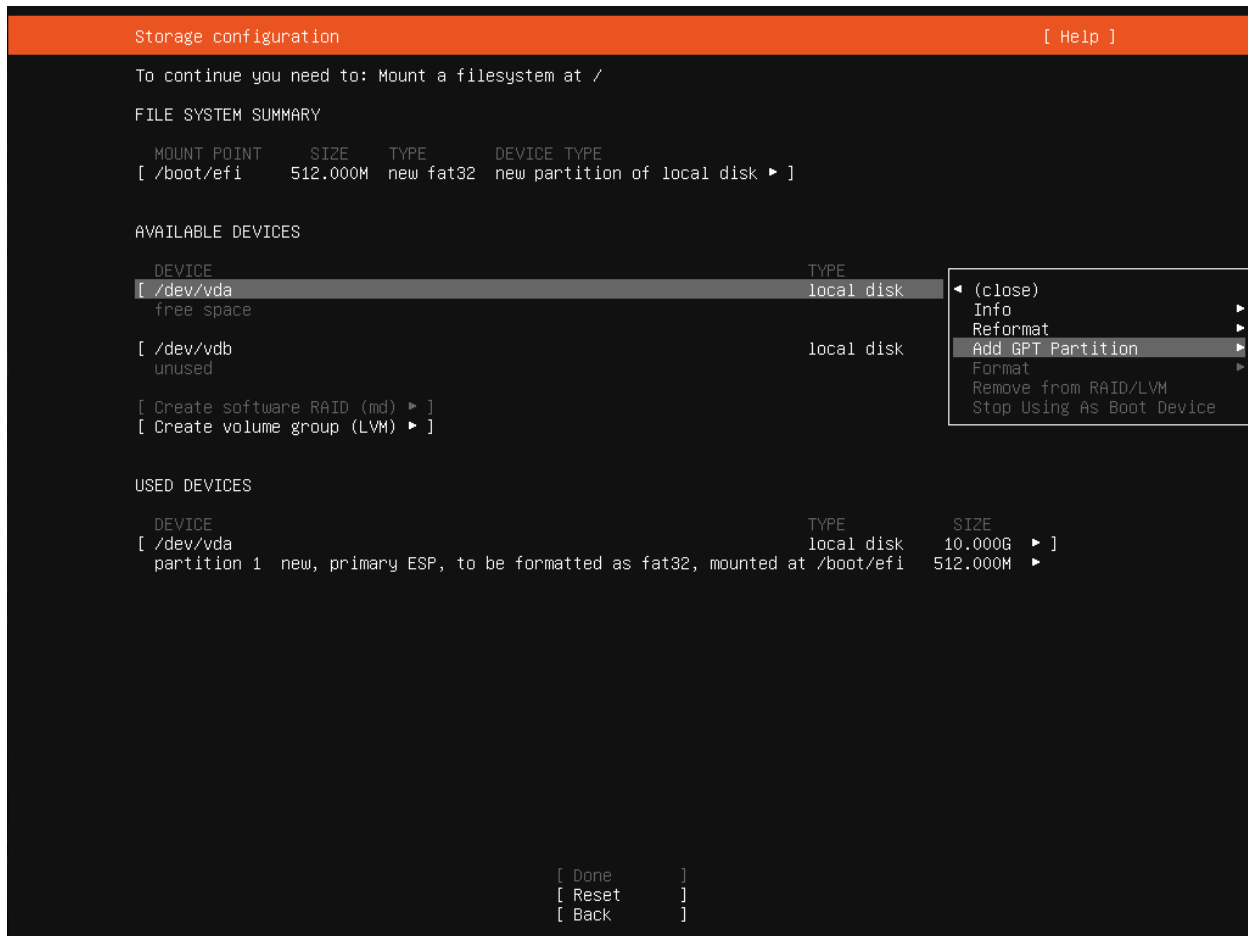 Storage configuration [ Help ]
To continue you need to: Mount a filesystem at /
FILE SYSTEM SUMMARY
MOUNT POINT SIZE TYPE DEVICE TYPE
[ /boot/efi 512.000M new fat32 new partition of local disk ▸ ]
AVAILABLE DEVICES
DEVICE TYPE
[ /dev/vda local disk ◂ (close)
free space Info ▸
Reformat ▸
[ /dev/vdb local disk Add GPT Partition ▸
unused Format ▸
Remove from RAID/LVM
[ Create software RAID (md) ▸ ] Stop Using As Boot Device
[ Create volume group (LVM) ▸ ]
USED DEVICES
DEVICE TYPE SIZE
[ /dev/vda local disk 10.000G ▸ ]
partition 1 new, primary ESP, to be formatted as fat32, mounted at /boot/efi 512.000M ▸
[ Done ]
[ Reset ]
[ Back ]